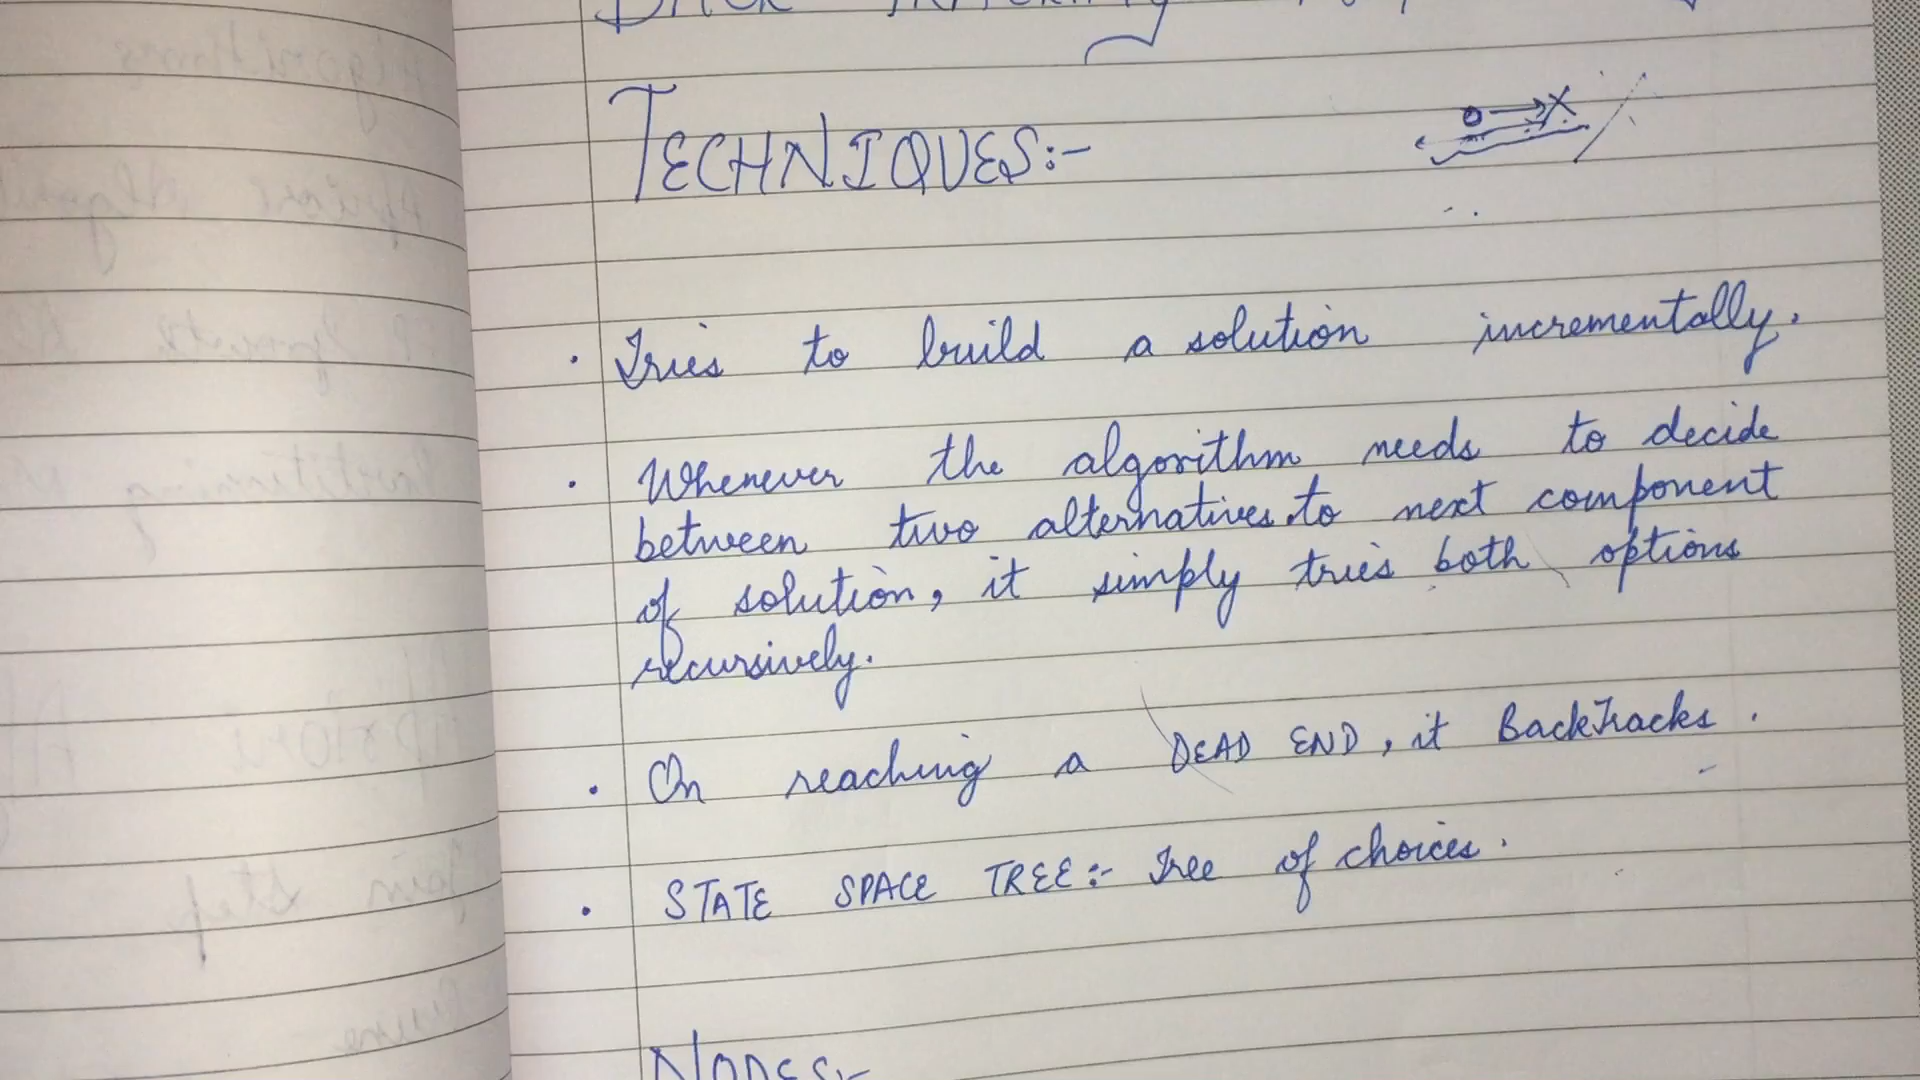 TECHNIQUES:-
. Tries to build a solution incrementally.
. Whenever the algorithm needs to decide
between two alternatives to next component
of solution, it simply tries both options
recursively.
. On reaching a DEAD END, it BackTracks.
. STATE SPACE TREE:- Tree of choices.
NODES:-